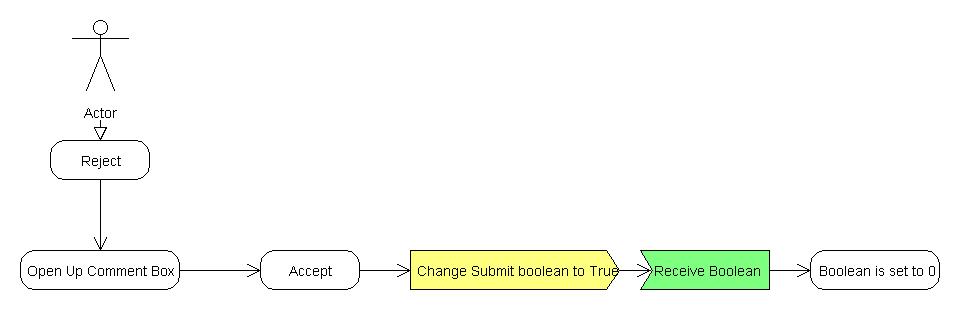 Actor
Reject
Open Up Comment Box
Accept
Change Submit boolean to True
Receive Boolean
Boolean is set to 0